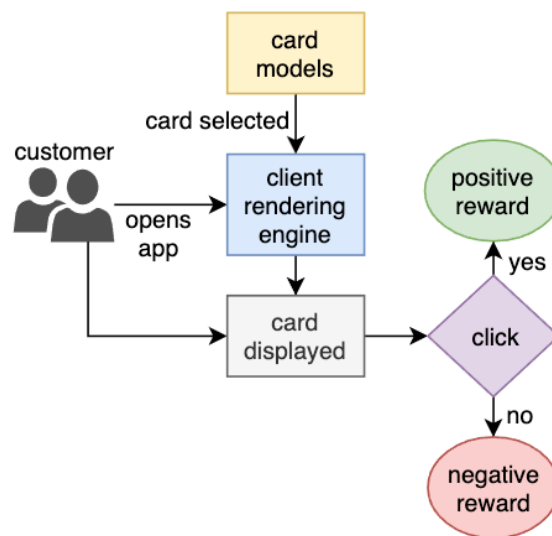 card
models
card selected
customer
opens
app
client
rendering
engine
positive
reward
yes
card
displayed
click
no
negative
reward